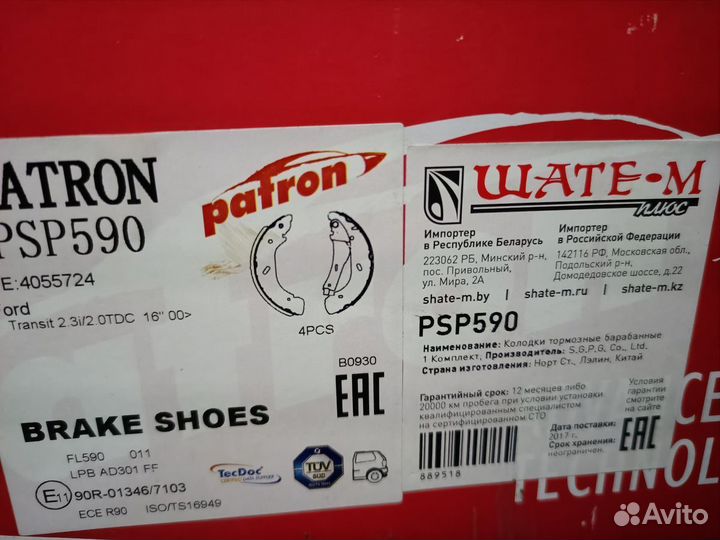 ATRON
PSP590
E:4055724
ord
Transit 2.3i/2.0TDC 16" 00>
patron
4PCS
B0930
EAC
BRAKE SHOES
FL590 011
LPB AD301 FF
E11 90R-01346/7103
ECE R90 ISO/TS16949
TecDoc
TÜV
SÜD
ШАТЕ-М
ПЛЮС
Импортер
в Республике Беларусь
223062 РБ, Минский р-н,
пос. Привольный,
ул. Мира, 2А
Импортер
в Российской Федерации
142116 РФ, Московская обл.,
Подольский р-н,
Домодедовское шоссе, д.22
shate-m.by | shate-m.ru | shate-m.kz
PSP590
Наименование: Колодки тормозные барабанные
1 Комплект, Производитель: S.G.P.G, Co., Ltd.
Страна изготовления: Норт Ст., Лэлин, Китай
Гарантийный срок: 12 месяцев либо
20000 км пробега при условии установки
квалифицированным специалистом
на сертифицированном СТО
Условия
гарантии
смотрите
на сайте
889518
Дата поставки:
2017 г.
Срок хранения:
неограничен.
EAC
CE
TECHNOL
Avito